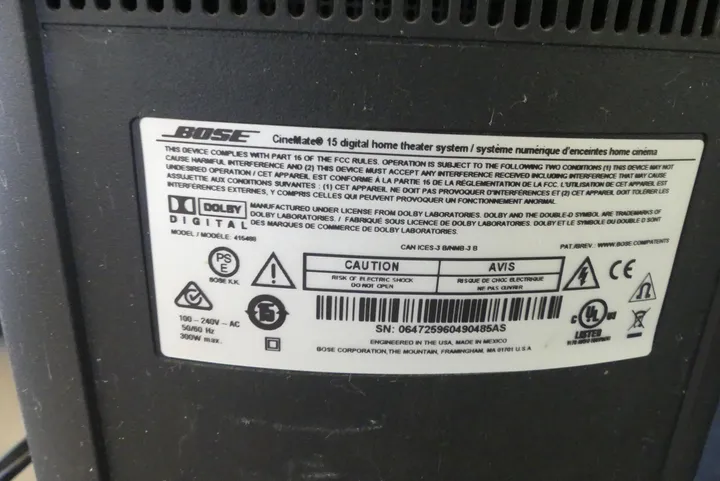 BOSE CineMate® 15 digital home theater system / système numérique d'enceintes home cinéma
THIS DEVICE COMPLIES WITH PART 15 OF THE FCC RULES. OPERATION IS SUBJECT TO THE FOLLOWING TWO CONDITIONS (1) THIS DEVICE MAY NOT
CAUSE HARMFUL INTERFERENCE AND (2) THIS DEVICE MUST ACCEPT ANY INTERFERENCE RECEIVED INCLUDING INTERFERENCE THAT MAY CAUSE
UNDESIRED OPERATION / CET APPAREIL EST CONFORME À LA PARTIE 15 DE LA RÉGLEMENTATION DE LA FCC. L'UTILISATION DE CET APPAREIL EST
ASSUJETTIE AUX CONDITIONS SUIVANTES : (1) CET APPAREIL NE DOIT PAS PROVOQUER D'INTERFÉRENCES ET (2) CET APPAREIL DOIT TOLÉRER LES
INTERFÉRENCES EXTERNES, Y COMPRIS CELLES QUI PEUVENT PROVOQUER UN FONCTIONNEMENT ANORMAL.
DOLBY
DIGITAL
MANUFACTURED UNDER LICENSE FROM DOLBY LABORATORIES. DOLBY AND THE DOUBLE-D SYMBOL ARE TRADEMARKS OF
DOLBY LABORATORIES. / FABRIQUÉ SOUS LICENCE DE DOLBY LABORATORIES. DOLBY ET LE SYMBOLE DU DOUBLE D SONT
DES MARQUES DE COMMERCE DE DOLBY LABORATORIES.
MODEL / MODÈLE:
CAN ICES-3 B/NMB-3 B
PAT./BREV.: WWW.BOSE.COM/PATENTS
PS
E
BOSE K.K.
CAUTION
RISK OF ELECTRIC SHOCK
DO NOT OPEN
AVIS
RISQUE DE CHOC ELECTRIQUE
NE PAS OUVRIR
CE
100 – 240V ~ AC
50/60 Hz
300W max.
15
SN: 064725960490485AS
c UL us
LISTED
ENGINEERED IN THE USA, MADE IN MEXICO
BOSE CORPORATION, THE MOUNTAIN, FRAMINGHAM, MA 01701 U.S.A